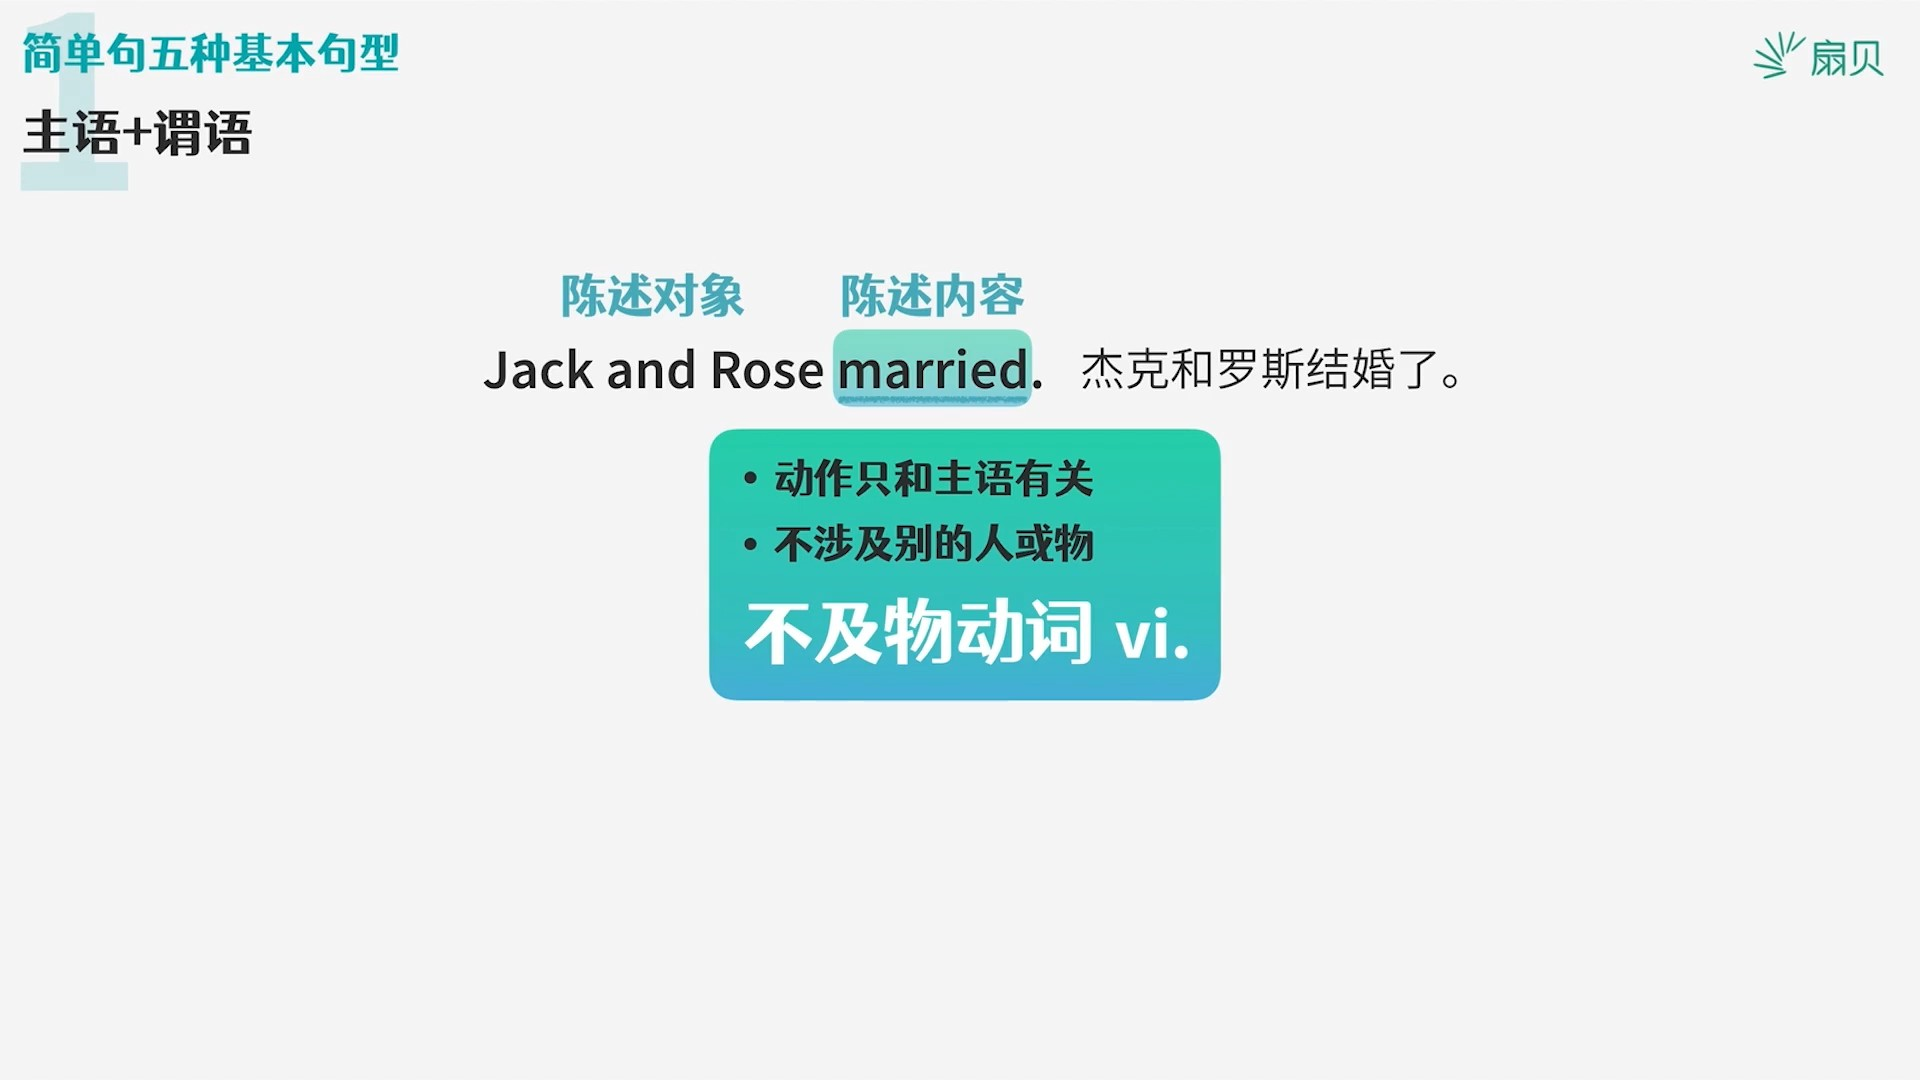 1
简单句五种基本句型
扇贝
主语+谓语
陈述对象 陈述内容
Jack and Rose married. 杰克和罗斯结婚了。
• 动作只和主语有关
• 不涉及别的人或物
不及物动词 vi.